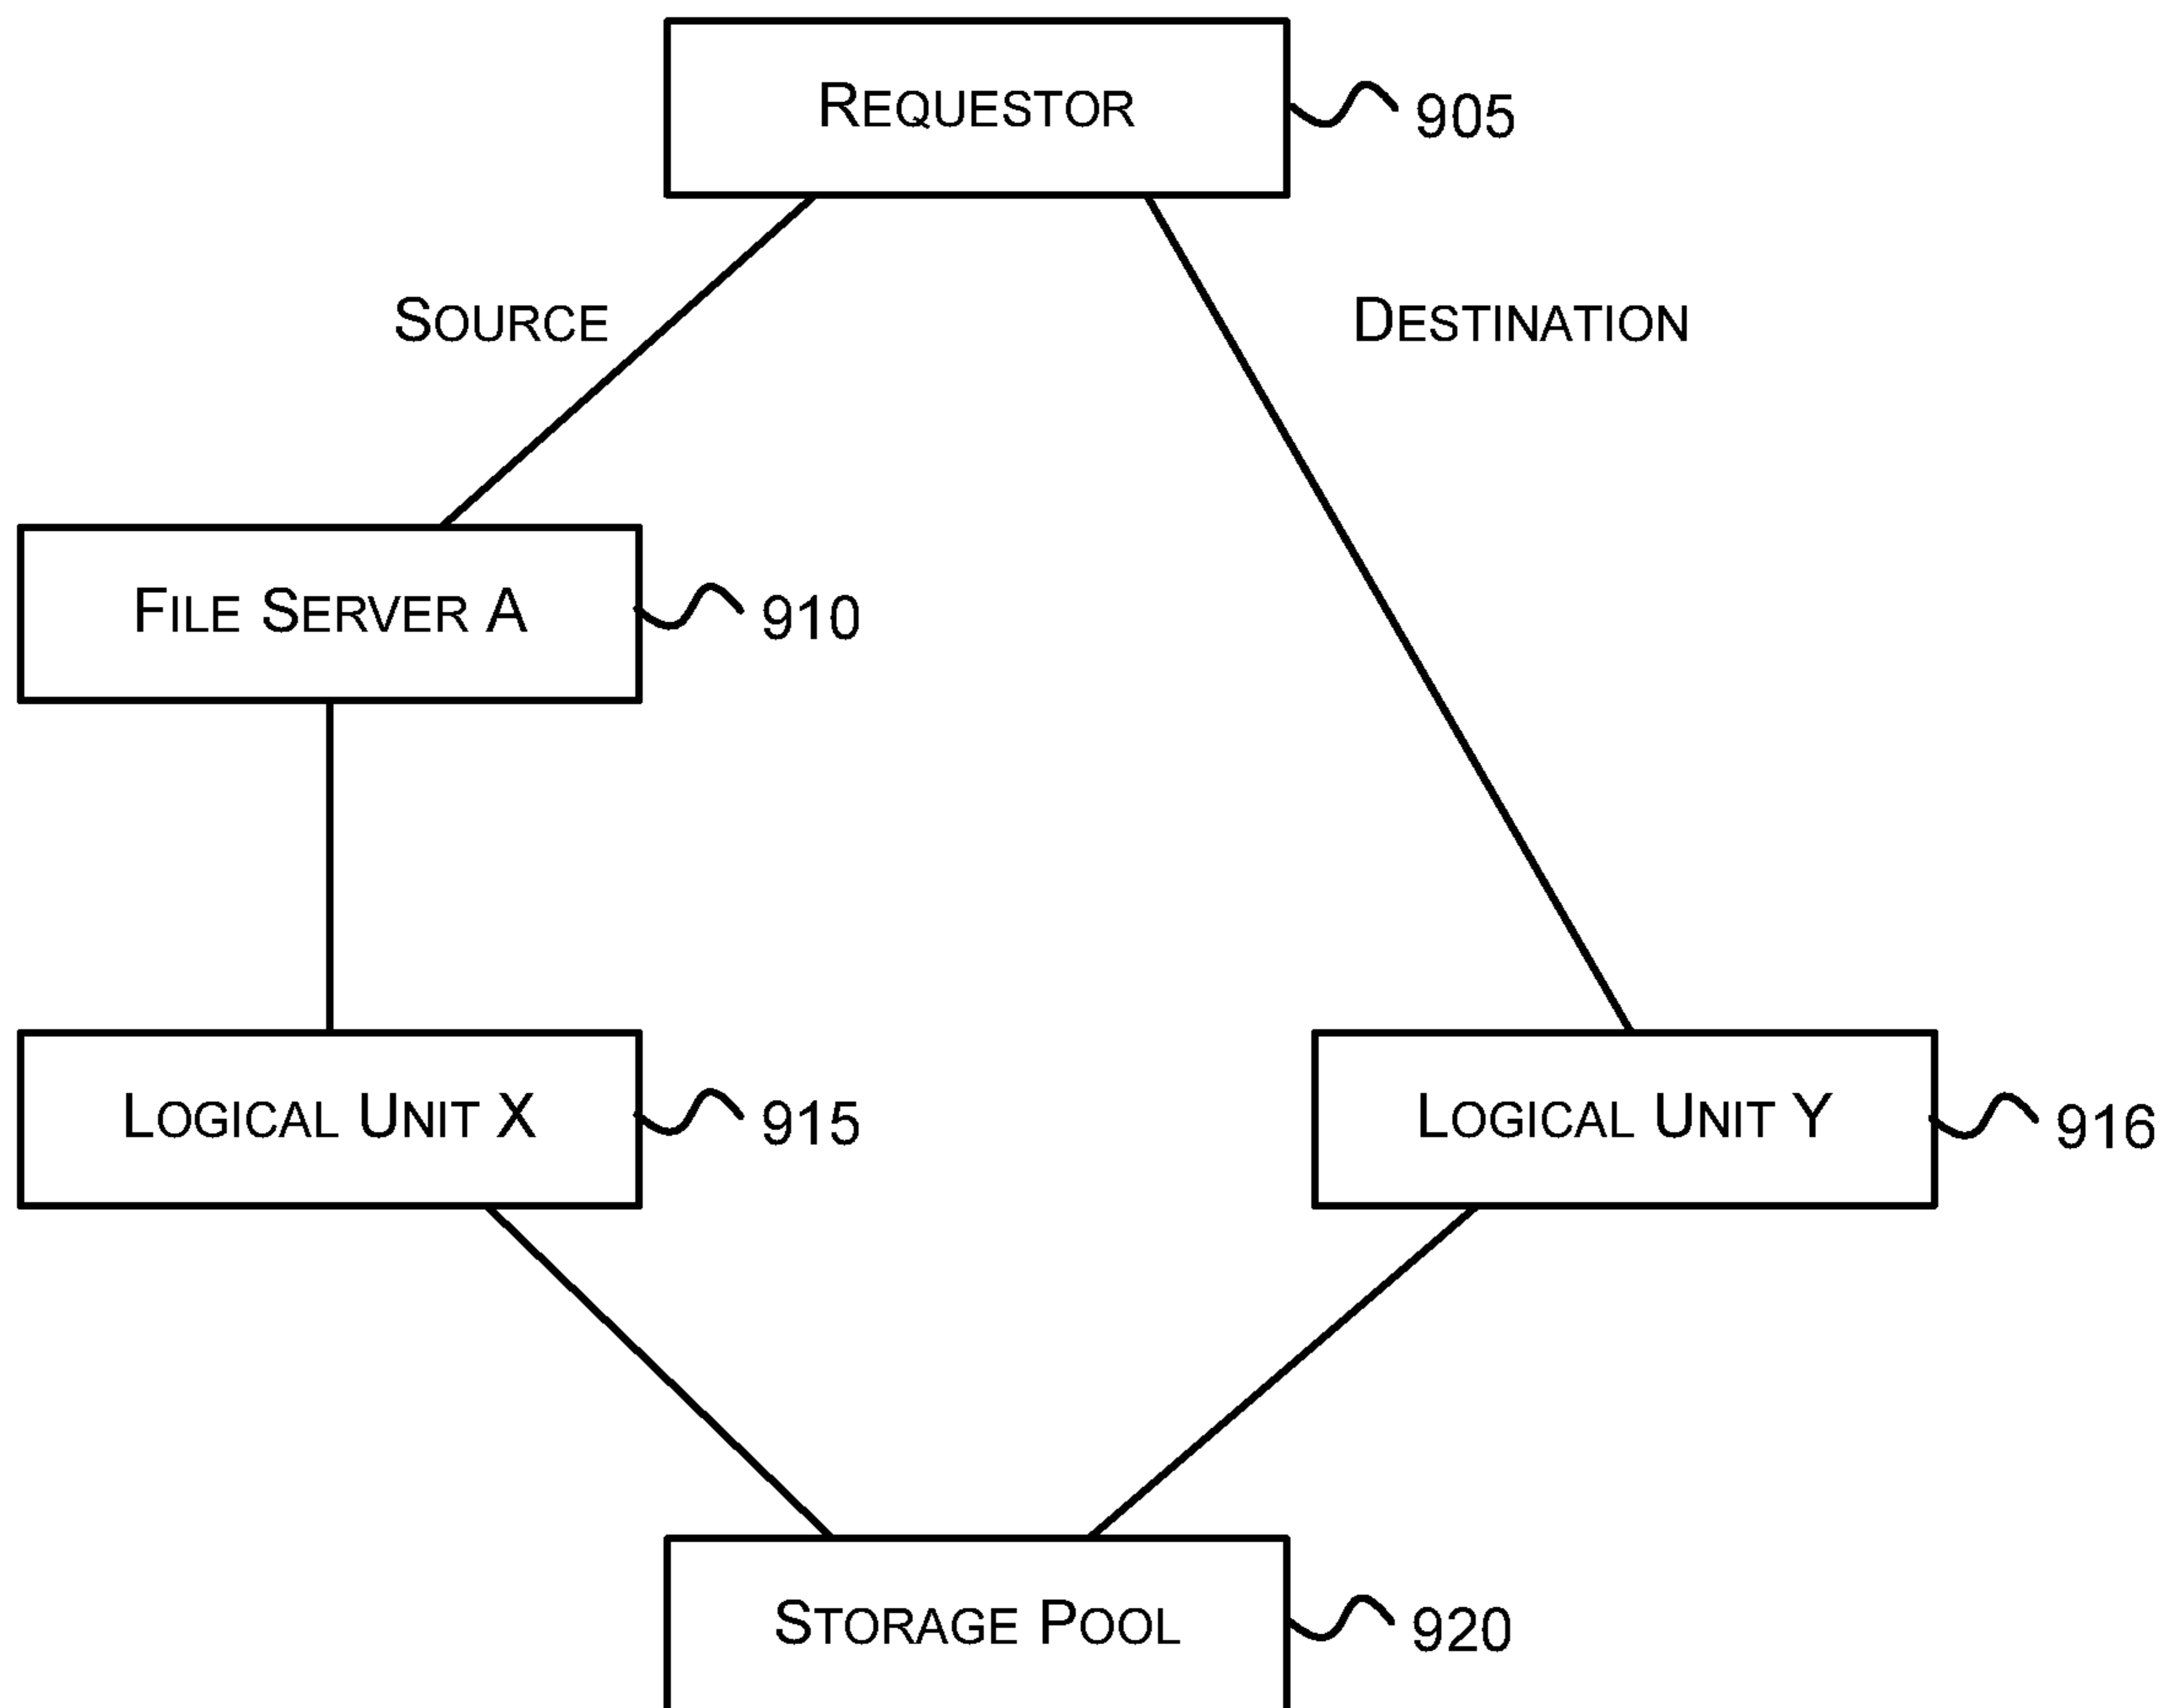 REQUESTOR
905
SOURCE
DESTINATION
FILE SERVER A
910
LOGICAL UNIT X
915
LOGICAL UNIT Y
916
STORAGE POOL
920